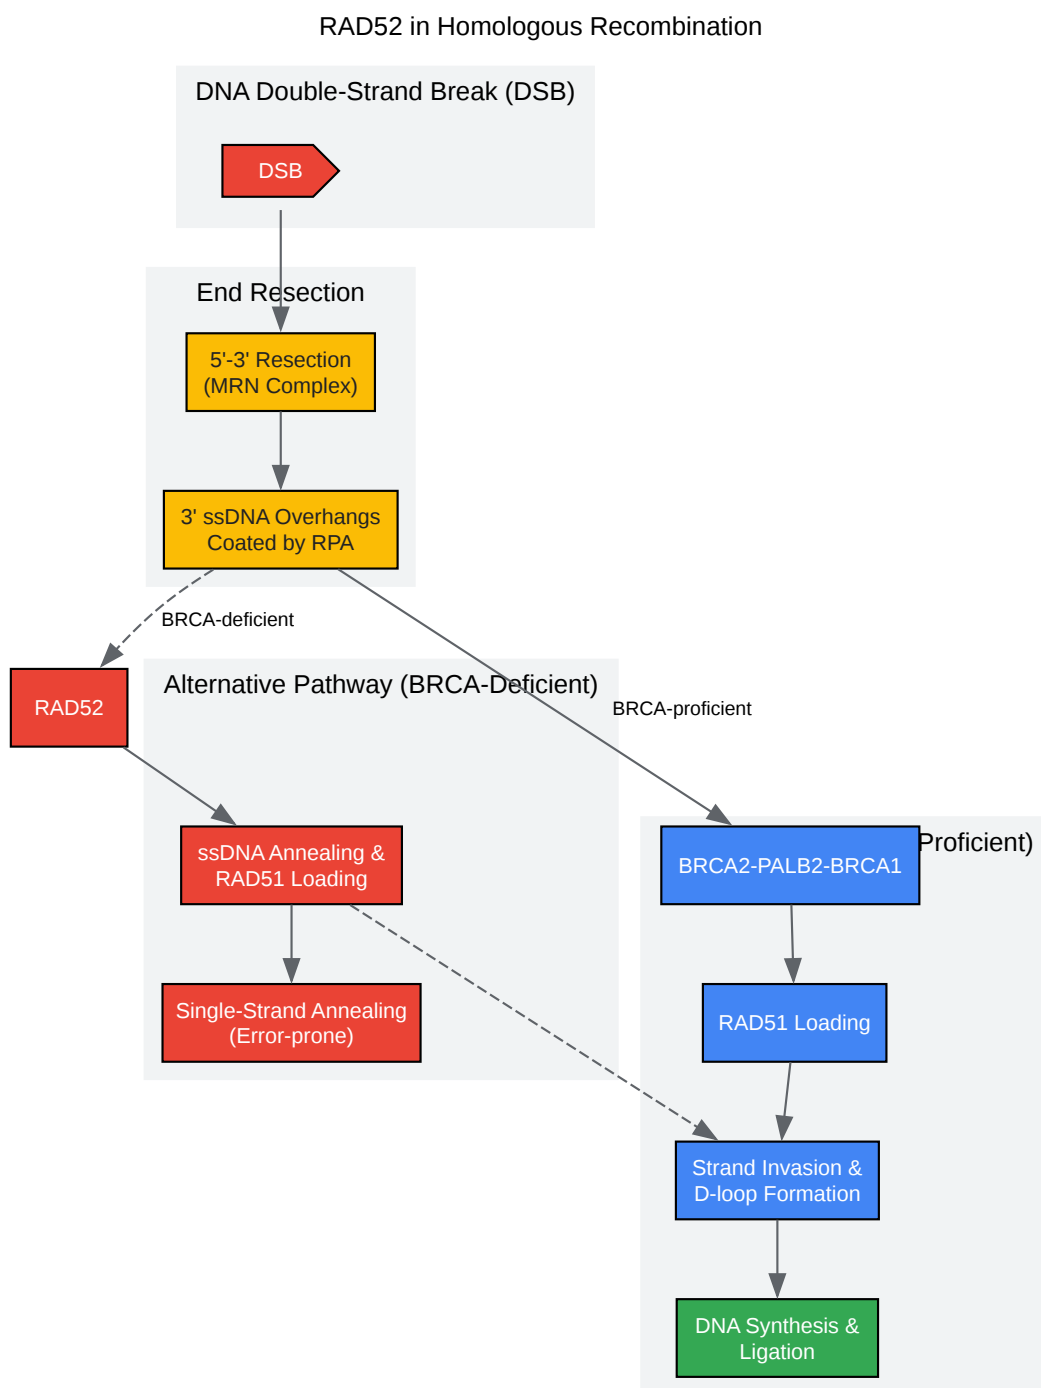 RAD52 in Homologous Recombination
DNA Double-Strand Break (DSB)
DSB
End Resection
5'-3' Resection
(MRN Complex)
3' ssDNA Overhangs
Coated by RPA
BRCA-deficient
RAD52
Alternative Pathway (BRCA-Deficient)
BRCA-proficient
ssDNA Annealing &
RAD51 Loading
Proficient)
BRCA2-PALB2-BRCA1
Single-Strand Annealing
(Error-prone)
RAD51 Loading
Strand Invasion &
D-loop Formation
DNA Synthesis &
Ligation